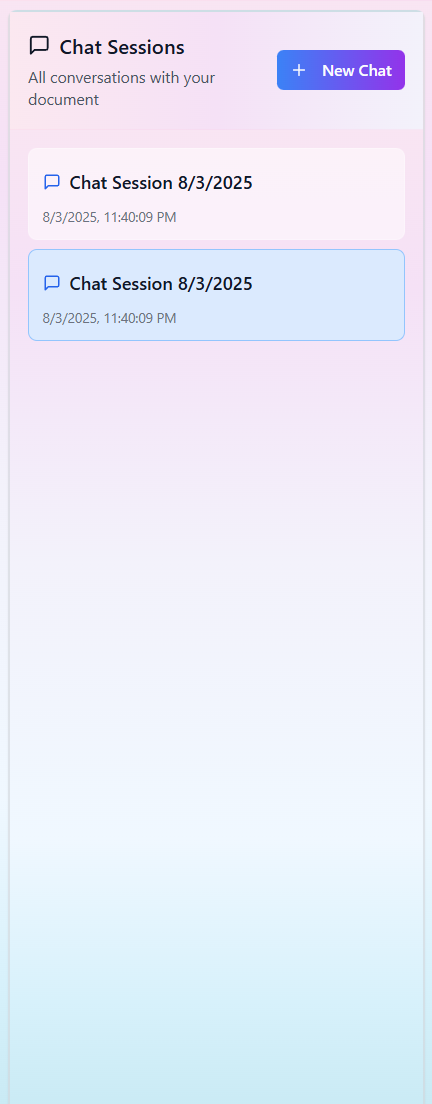 Chat Sessions
All conversations with your
document
New Chat
Chat Session 8/3/2025
8/3/2025, 11:40:09 PM
Chat Session 8/3/2025
8/3/2025, 11:40:09 PM